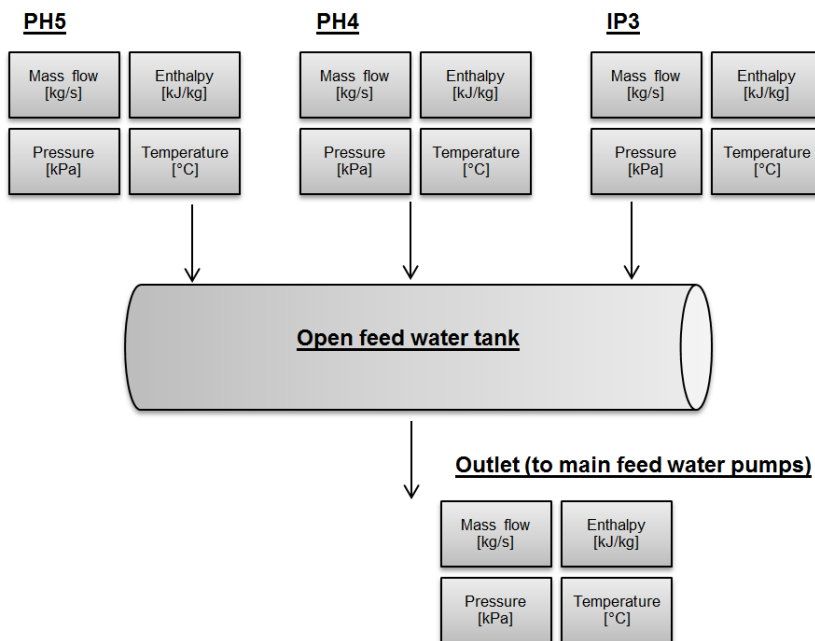 PH5
PH4
IP3
Mass flow
[kg/s]
Enthalpy
[kJ/kg]
Mass flow
[kg/s]
Enthalpy
[kJ/kg]
Mass flow
[kg/s]
Enthalpy
[kJ/kg]
Pressure
[kPa]
Temperature
[°C]
Pressure
[kPa]
Temperature
[°C]
Pressure
[kPa]
Temperature
[°C]
Open feed water tank
Outlet (to main feed water pumps)
Mass flow
[kg/s]
Enthalpy
[kJ/kg]
Pressure
[kPa]
Temperature
[°C]